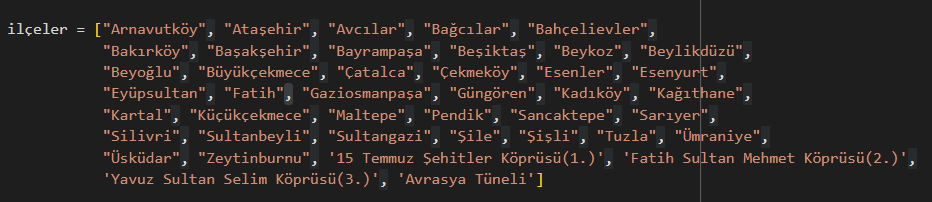 ilçeler = ["Arnavutköy", "Ataşehir", "Avcılar", "Bağcılar", "Bahçelievler",
"Bakırköy", "Başakşehir", "Bayrampaşa", "Beşiktaş", "Beykoz", "Beylikdüzü",
"Beyoğlu", "Büyükçekmece", "Çatalca", "Çekmeköy", "Esenler", "Esenyurt",
"Eyüpsultan", "Fatih", "Gaziosmanpaşa", "Güngören", "Kadıköy", "Kağıthane",
"Kartal", "Küçükçekmece", "Maltepe", "Pendik", "Sancaktepe", "Sarıyer",
"Silivri", "Sultanbeyli", "Sultangazi", "Şile", "Şişli", "Tuzla", "Ümraniye",
"Üsküdar", "Zeytinburnu", '15 Temmuz Şehitler Köprüsü(1.)', 'Fatih Sultan Mehmet Köprüsü(2.)',
'Yavuz Sultan Selim Köprüsü(3.)', 'Avrasya Tüneli']